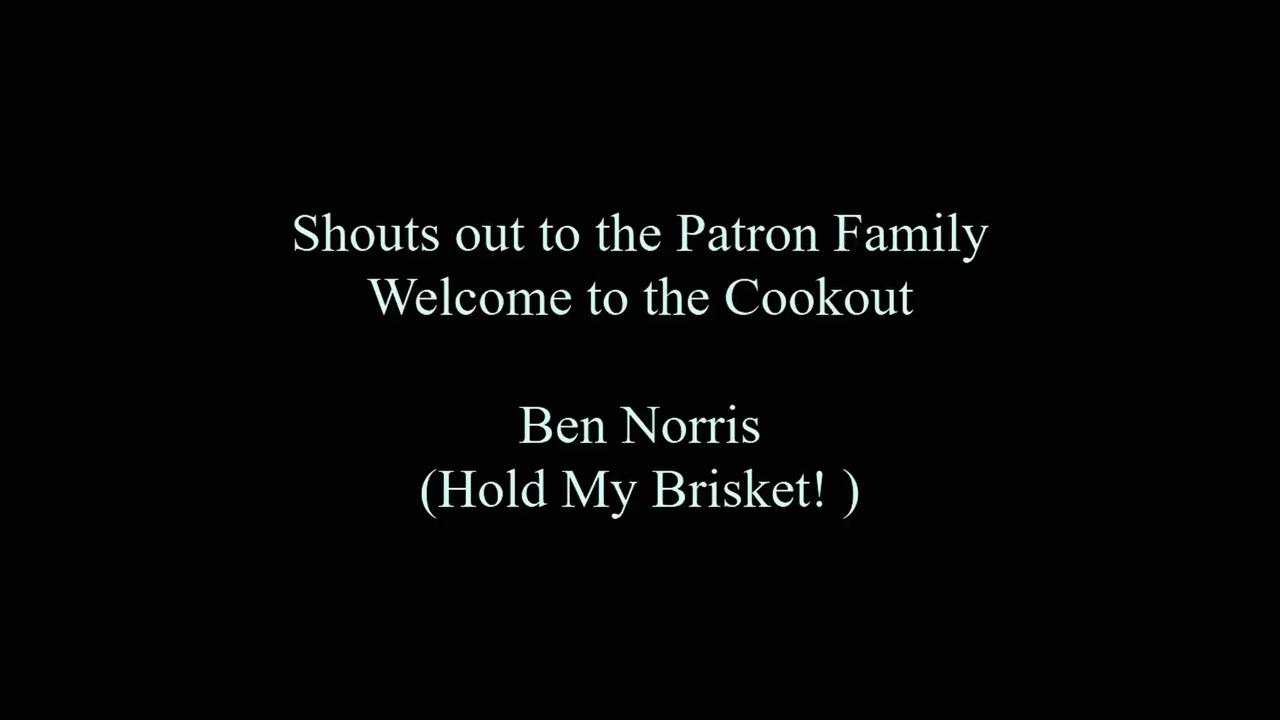 Shouts out to the Patron Family
Welcome to the Cookout
Ben Norris
(Hold My Brisket! )